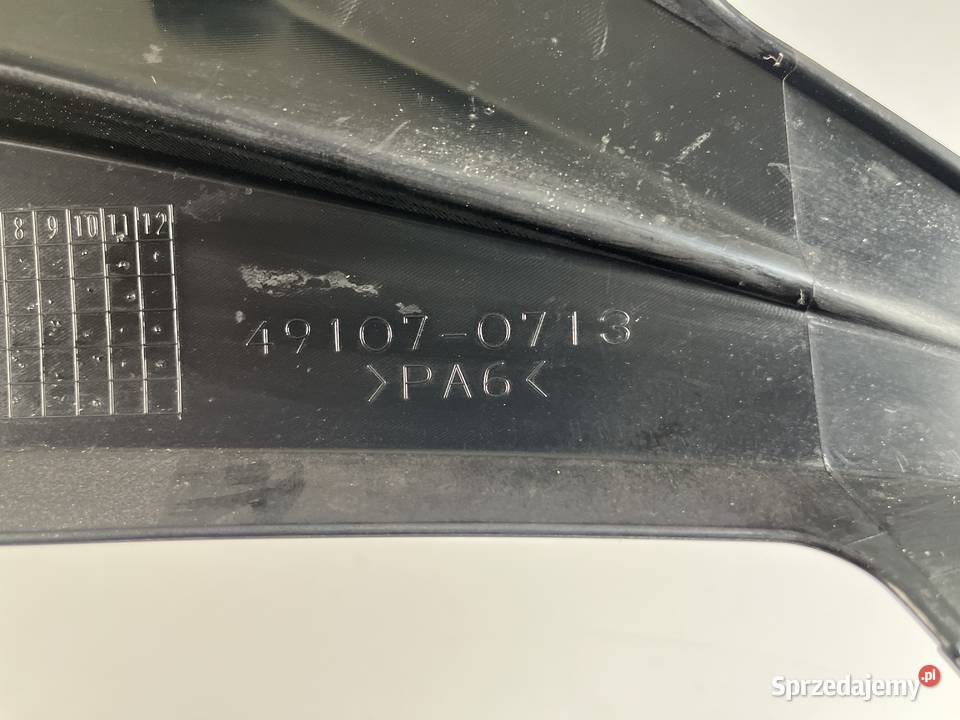 8 9 10 11 12
49107-0713
>PA6<
Sprzedajemy.pl